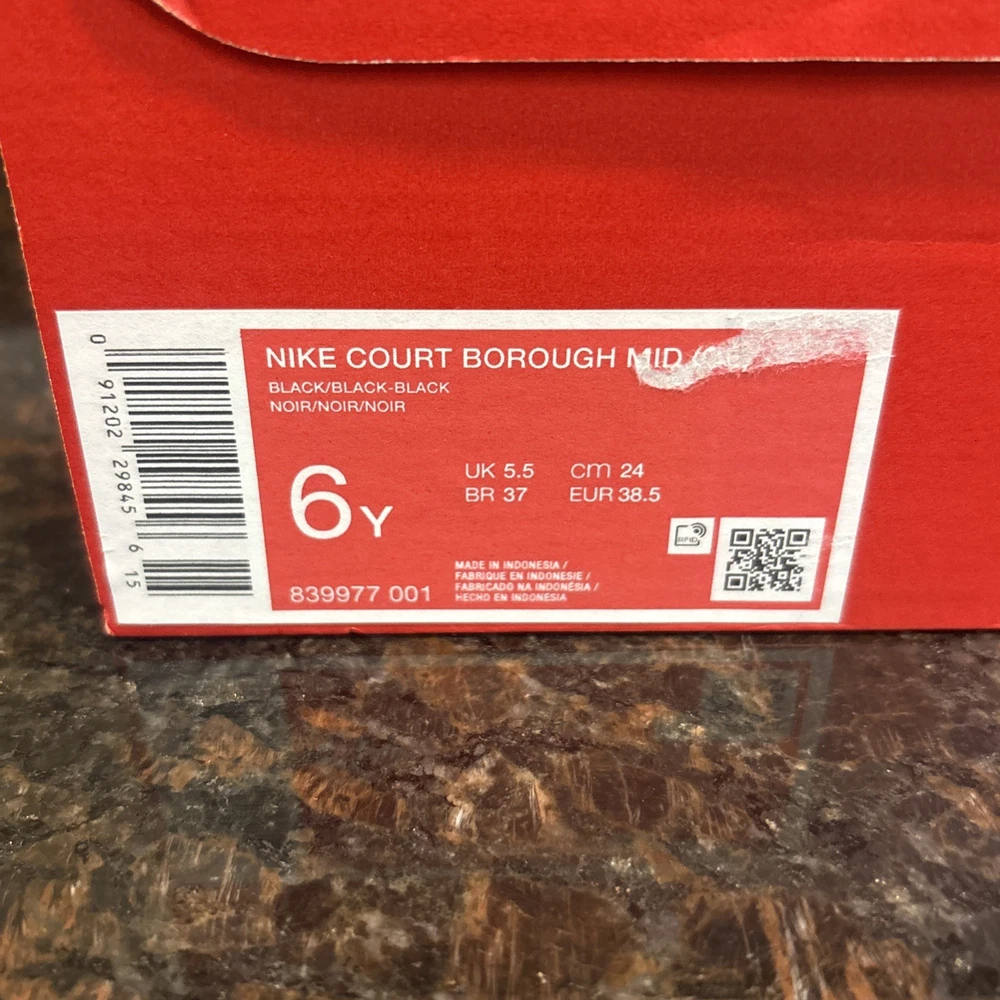 NIKE COURT BOROUGH MID
BLACK/BLACK-BLACK
NOIR/NOIR/NOIR
6Y
UK 5.5 cm 24
BR 37 EUR 38.5
RFID
839977 001
MADE IN INDONESIA /
FABRIQUE EN INDONESIE /
FABRICADO NA INDONÉSIA /
HECHO EN INDONESIA
0 91202 29845 6 15